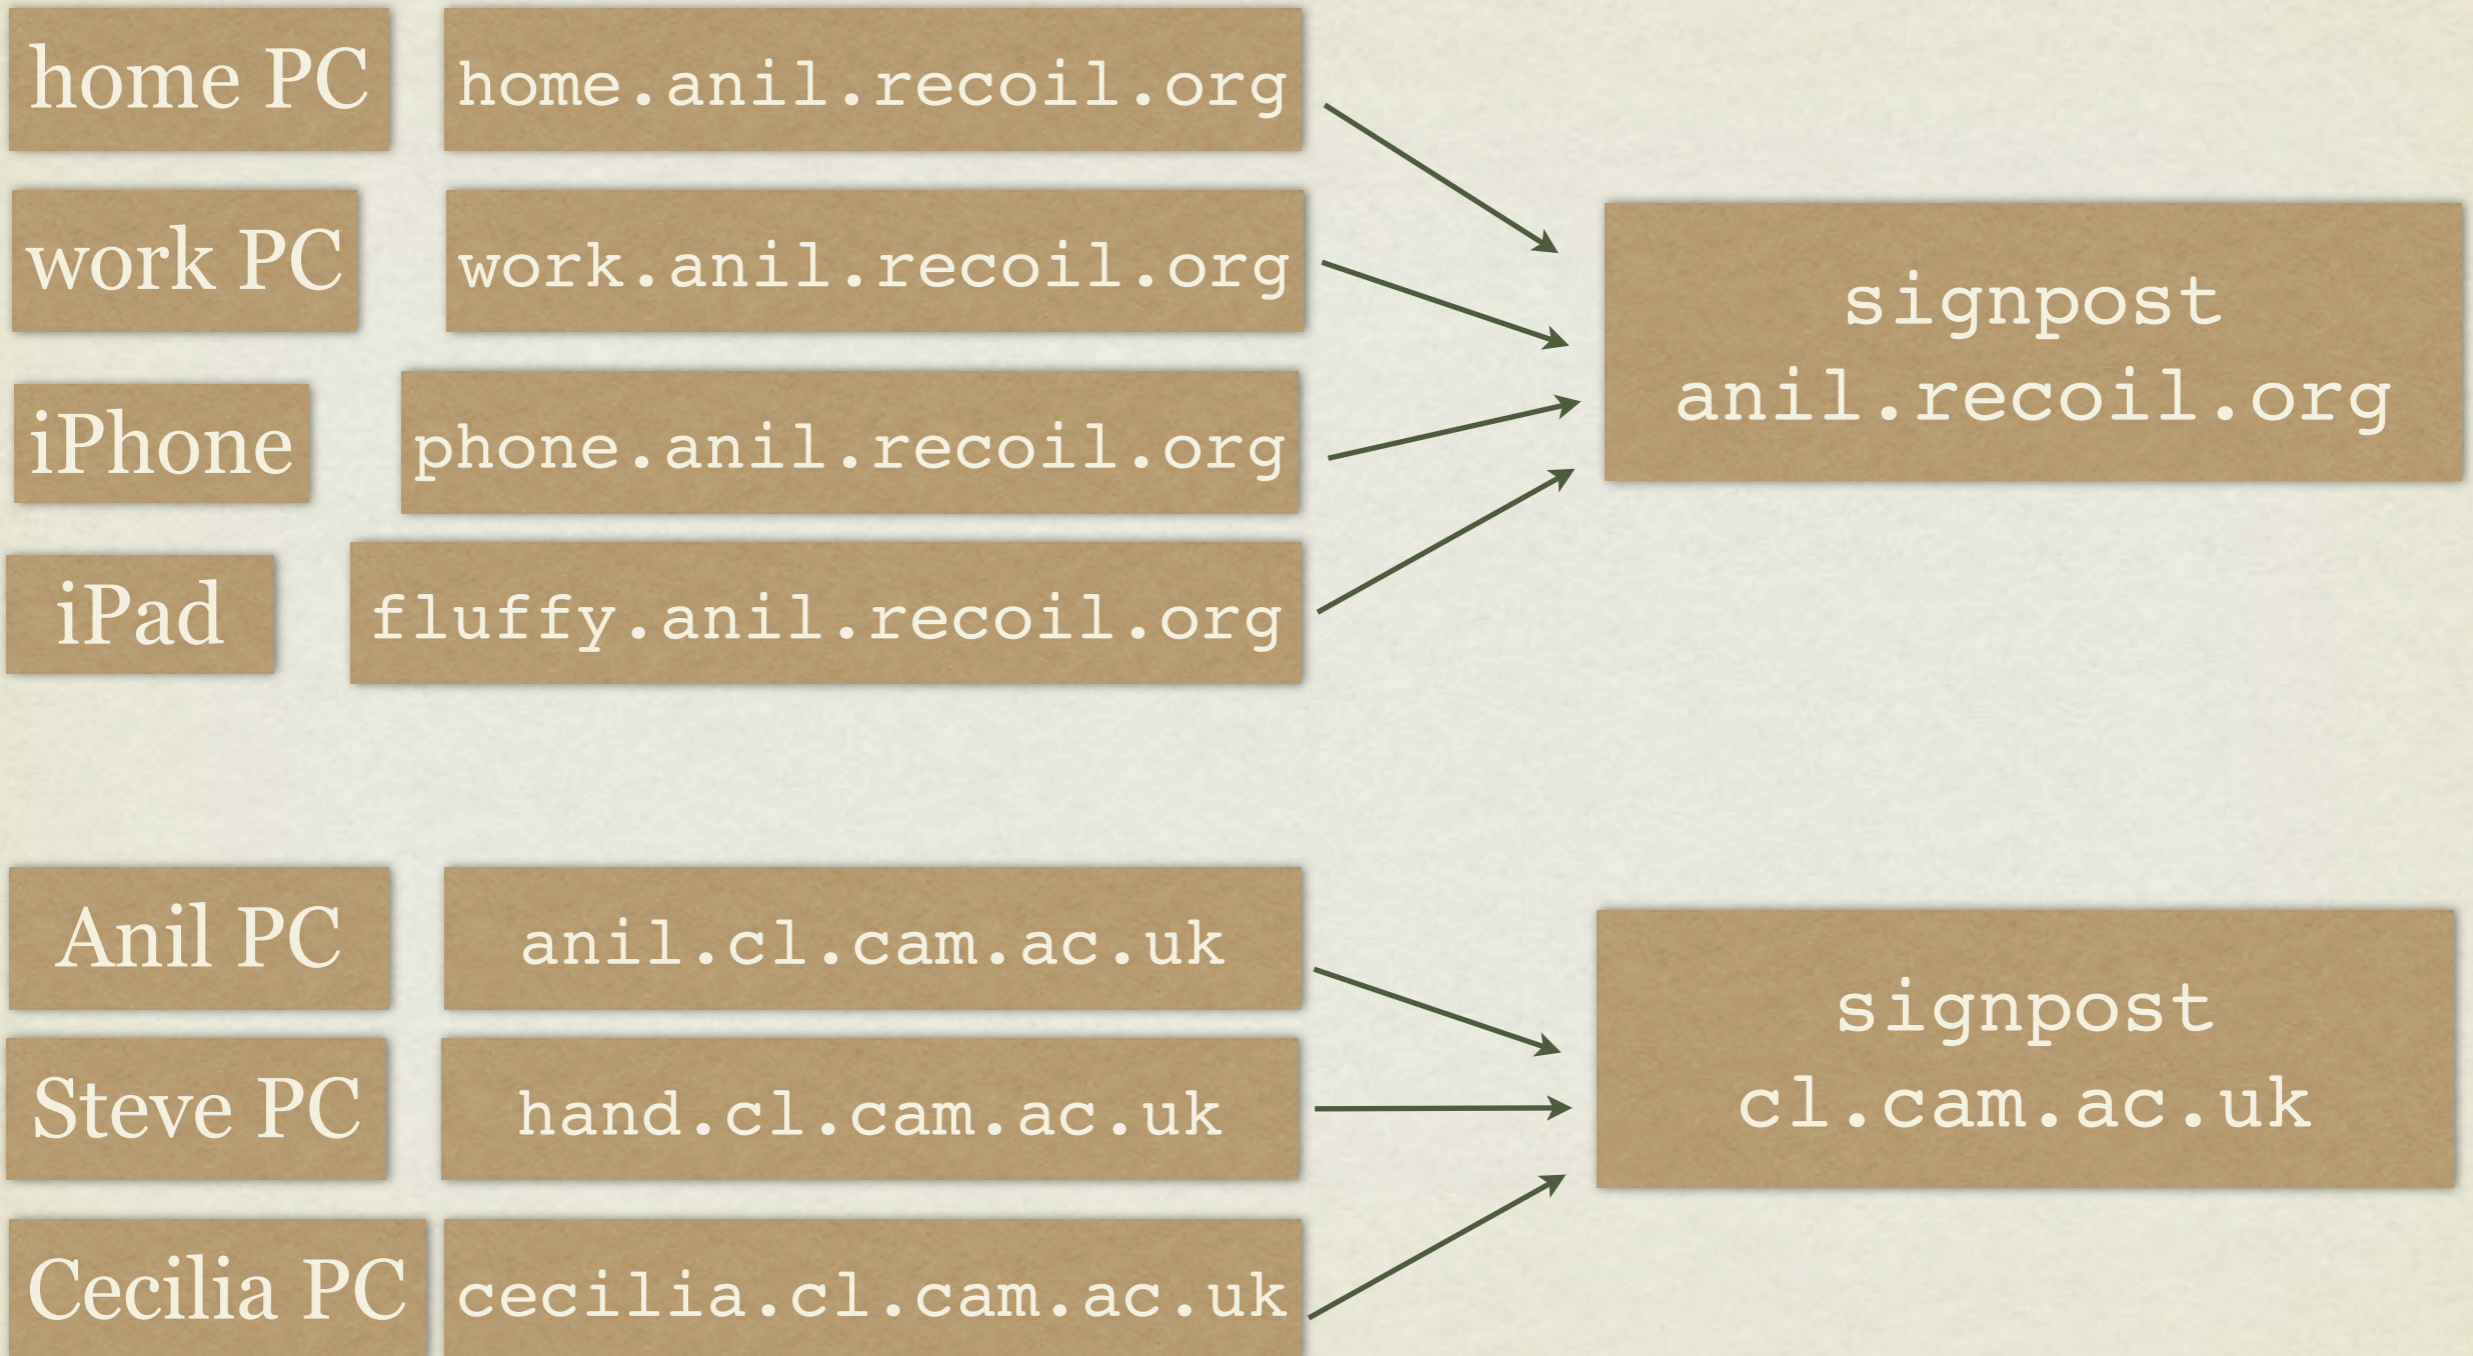 home PC
home.anil.recoil.org
work PC
work.anil.recoil.org
iPhone
phone.anil.recoil.org
iPad
fluffy.anil.recoil.org
signpost
anil.recoil.org
Anil PC
anil.cl.cam.ac.uk
Steve PC
hand.cl.cam.ac.uk
Cecilia PC
cecilia.cl.cam.ac.uk
signpost
cl.cam.ac.uk